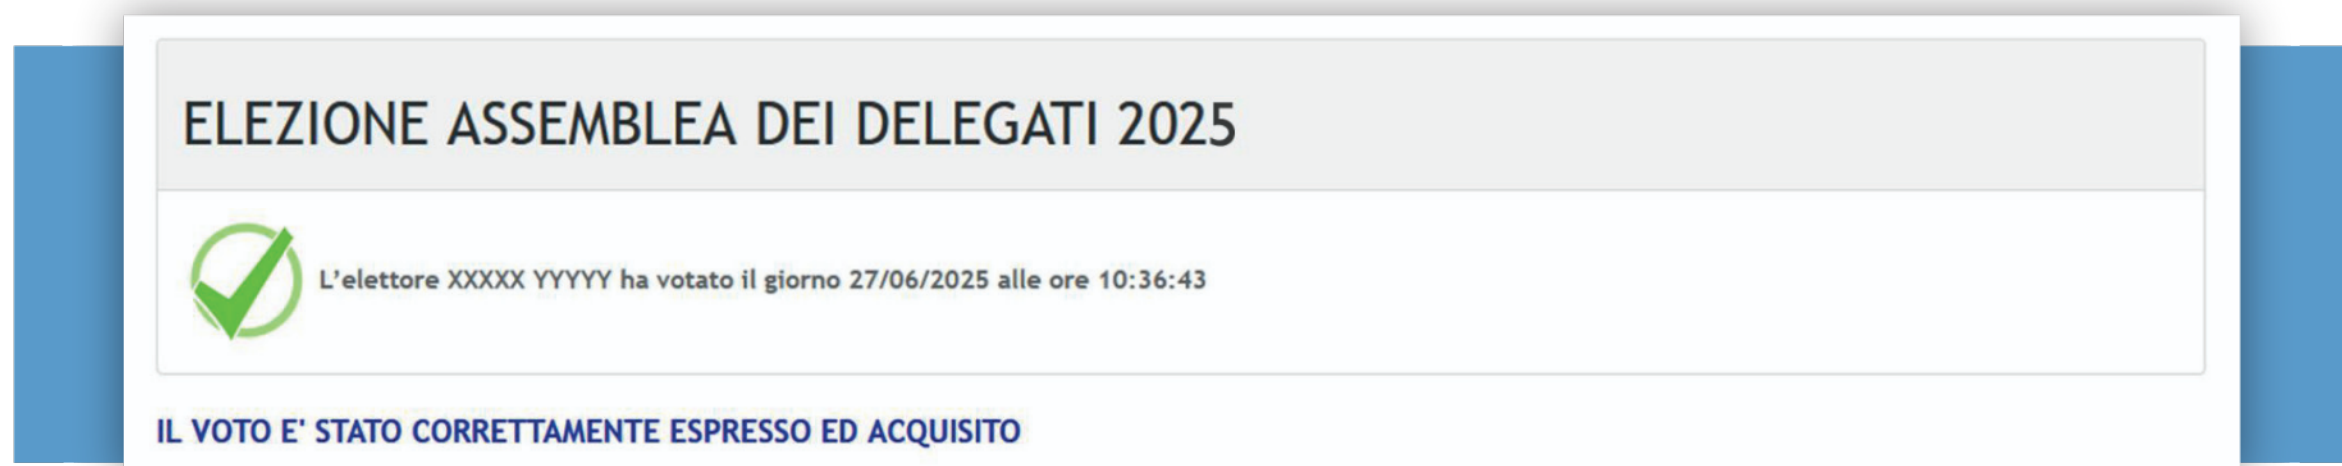 ELEZIONE ASSEMBLEA DEI DELEGATI 2025
L'elettore XXXXX YYYYY ha votato il giorno 27/06/2025 alle ore 10:36:43
IL VOTO E' STATO CORRETTAMENTE ESPRESSO ED ACQUISITO